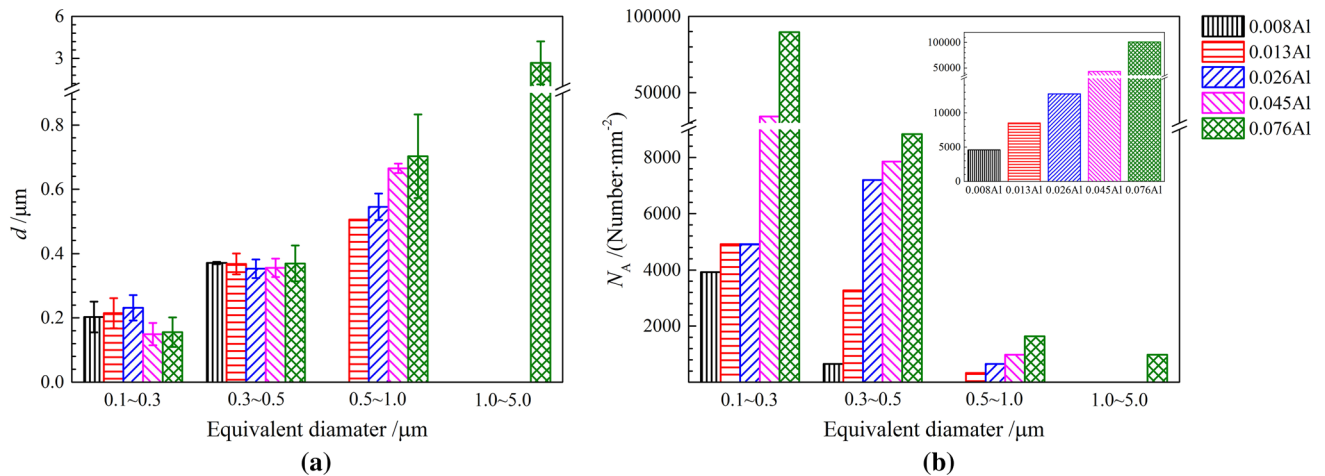 6
3
0.8
0.6
0.4
0.2
0.0
d /μm
0.1~0.3 0.3~0.5 0.5~1.0 1.0~5.0
Equivalent diamater /μm
(a)
100000
50000
8000
6000
4000
2000
N_A /(Number·mm⁻²)
0.1~0.3 0.3~0.5 0.5~1.0 1.0~5.0
Equivalent diamater /μm
(b)
100000
50000
10000
5000
0
0.008Al 0.013Al 0.026Al 0.045Al 0.076Al
0.008Al
0.013Al
0.026Al
0.045Al
0.076Al